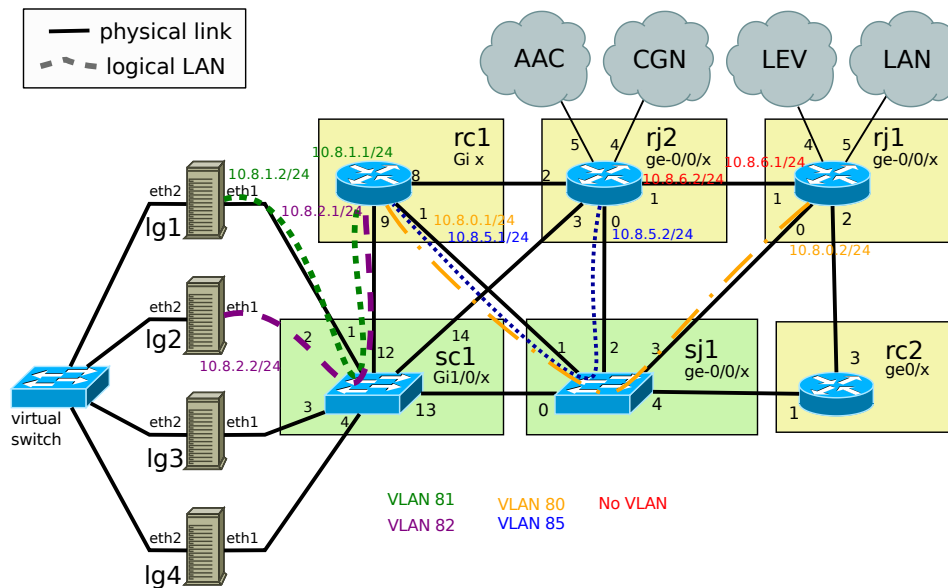 physical link
logical LAN
AAC
CGN
LEV
LAN
rc1
Gi x
rj2
ge-0/0/x
rj1
ge-0/0/x
5
4
4
5
10.8.1.1/24
10.8.6.1/24
10.8.1.2/24
8
2
10.8.6.2/24
eth2
eth1
10.8.2.1/24
9
1
10.8.0.1/24
3
0
1
1
0
2
lg1
10.8.5.1/24
10.8.5.2/24
10.8.0.2/24
eth2
eth1
lg2
2
1
14
10.8.2.2/24
12
sc1
Gi1/0/x
1
2
3
sj1
ge-0/0/x
3
rc2
ge0/x
virtual
switch
eth2
eth1
lg3
3
4
13
0
4
1
VLAN 81
VLAN 80
No VLAN
VLAN 82
VLAN 85
eth2
eth1
lg4